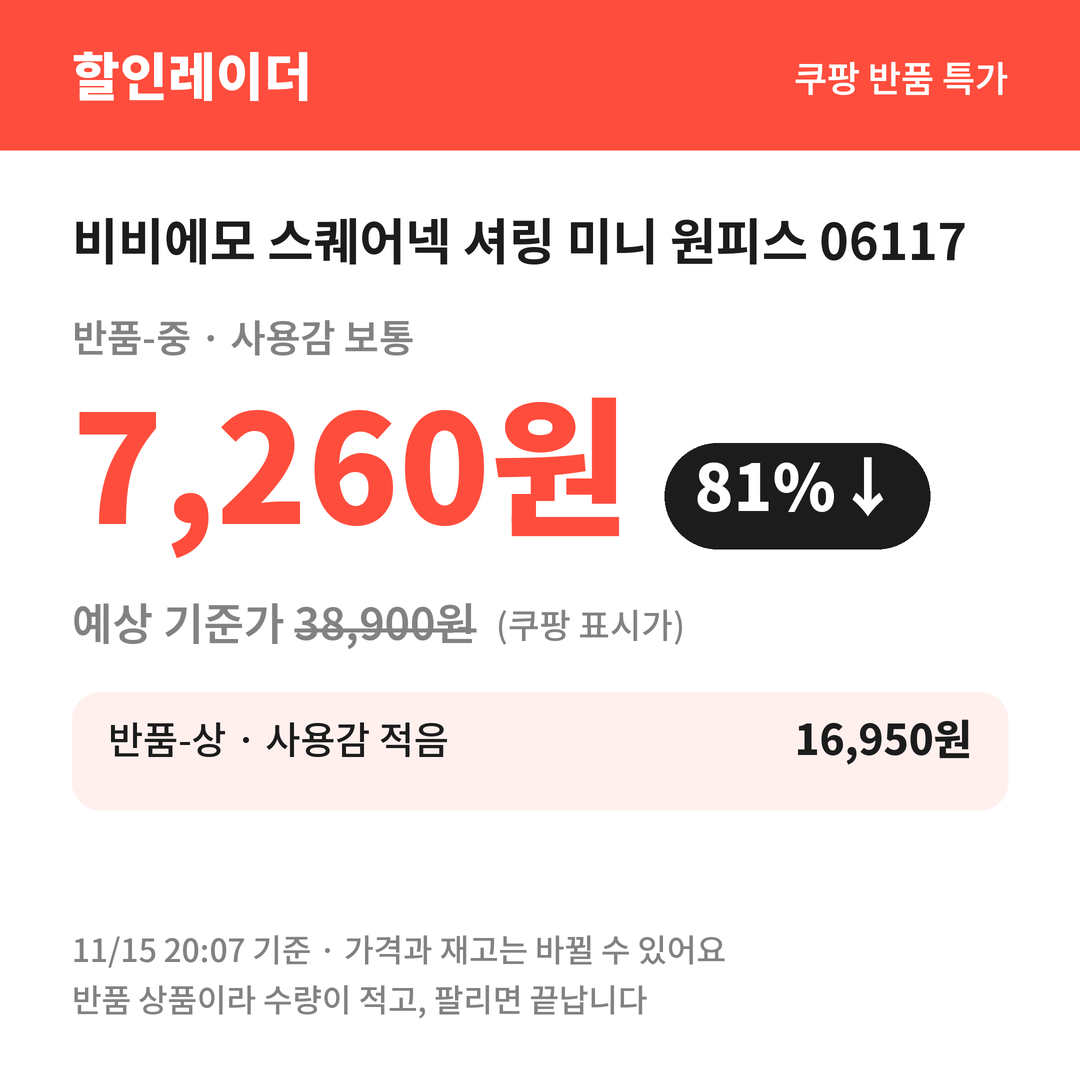 할인레이더
쿠팡 반품 특가
비비에모 스퀘어넥 셔링 미니 원피스 06117
반품-중 · 사용감 보통
7,260원
81%↓
예상 기준가 38,900원 (쿠팡 표시가)
반품-상 · 사용감 적음
16,950원
11/15 20:07 기준 · 가격과 재고는 바뀔 수 있어요
반품 상품이라 수량이 적고, 팔리면 끝납니다